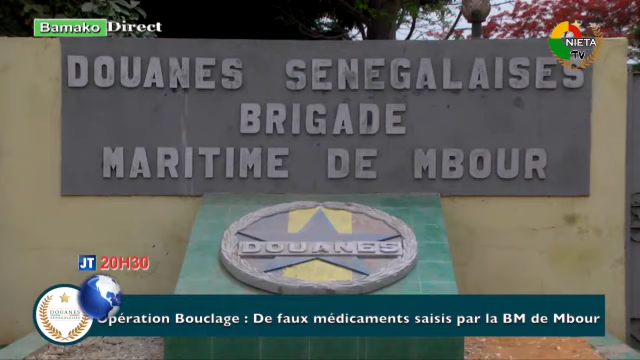 Bamako Direct
NIETA
TV
DOUANES SENEGALAISES
BRIGADE
MARITIME DE MBOUR
DOUANES
JT 20H30
DOUANES
Opération Bouclage : De faux médicaments saisis par la BM de Mbour